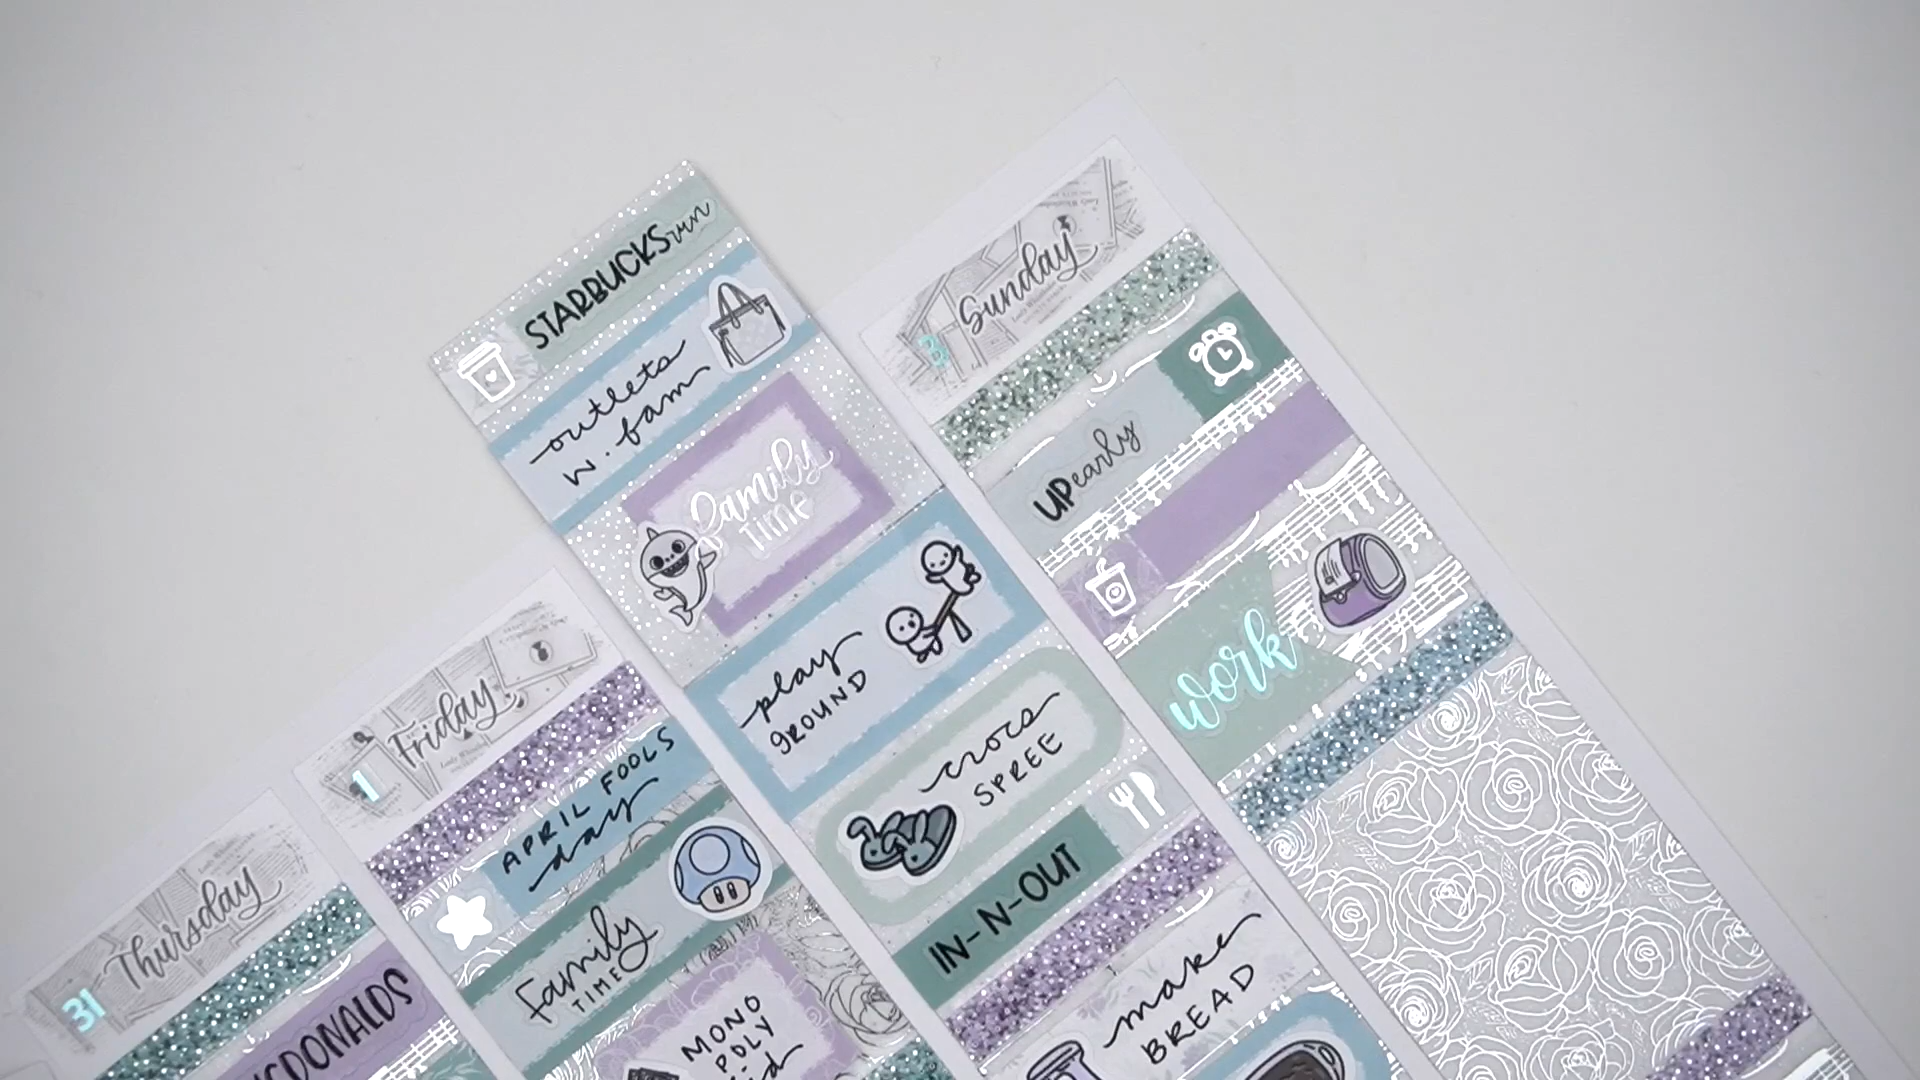 Thursday
31
MCDONALDS
Friday
1
APRIL FOOLS
day
Family
TIME
MONO
POLY
STARBUCKS run
outlets
w. fam
family
Time
play
GROUND
crocs
SPREE
IN-N-OUT
make
BREAD
Sunday
3
UP early
work